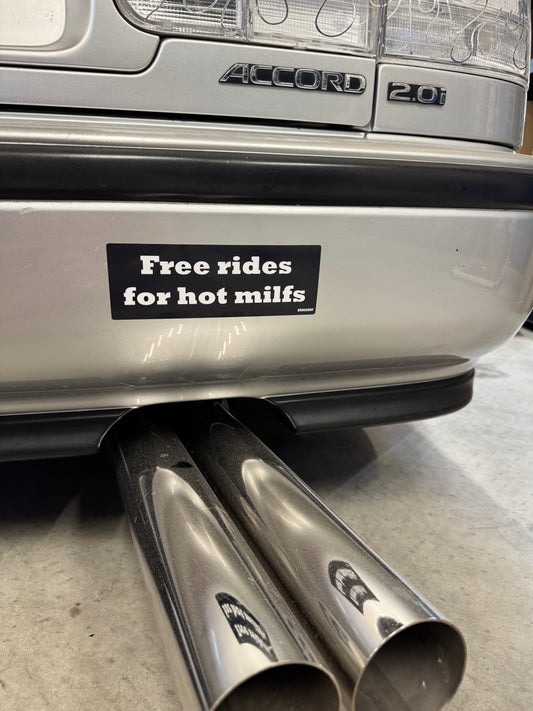 ACCORD 2.0i
Free rides
for hot milfs